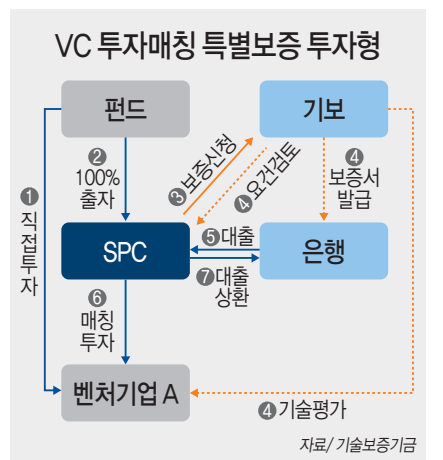 VC 투자매칭 특별보증 투자형
펀드
기보
❶
직
접
투
자
❷
100%
출자
❸보증신청
❹요건검토
❹
보증서
발급
SPC
❺대출
❼대출
상환
은행
❻
매칭
투자
벤처기업 A
❹기술평가
자료/ 기술보증기금